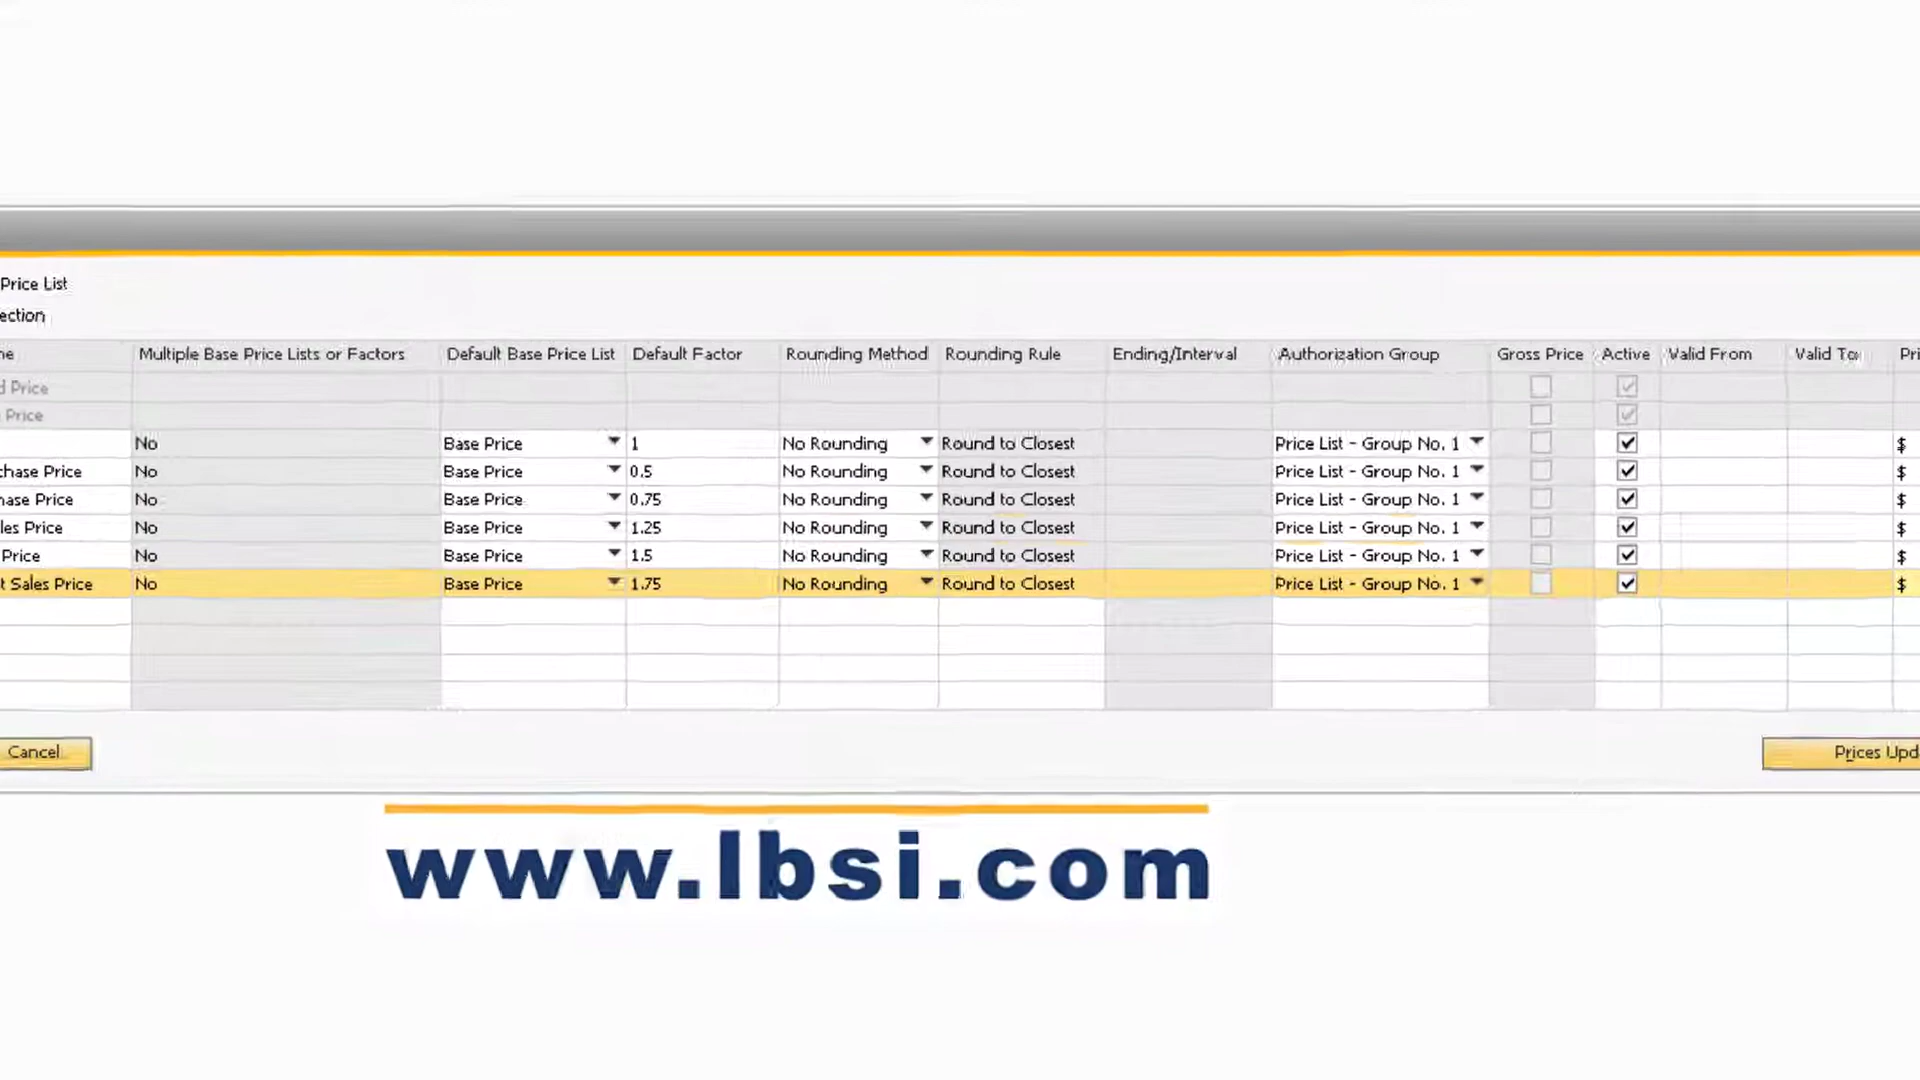 Price List
ection
ne Multiple Base Price Lists or Factors Default Base Price List Default Factor Rounding Method Rounding Rule Ending/Interval Authorization Group Gross Price Active Valid From Valid To Pri
d Price
Price
No Base Price 1 No Rounding Round to Closest Price List - Group No. 1 $
chase Price No Base Price 0.5 No Rounding Round to Closest Price List - Group No. 1 $
hase Price No Base Price 0.75 No Rounding Round to Closest Price List - Group No. 1 $
les Price No Base Price 1.25 No Rounding Round to Closest Price List - Group No. 1 $
Price No Base Price 1.5 No Rounding Round to Closest Price List - Group No. 1 $
t Sales Price No Base Price 1.75 No Rounding Round to Closest Price List - Group No. 1 $
Cancel Prices Upd
www.lbsi.com